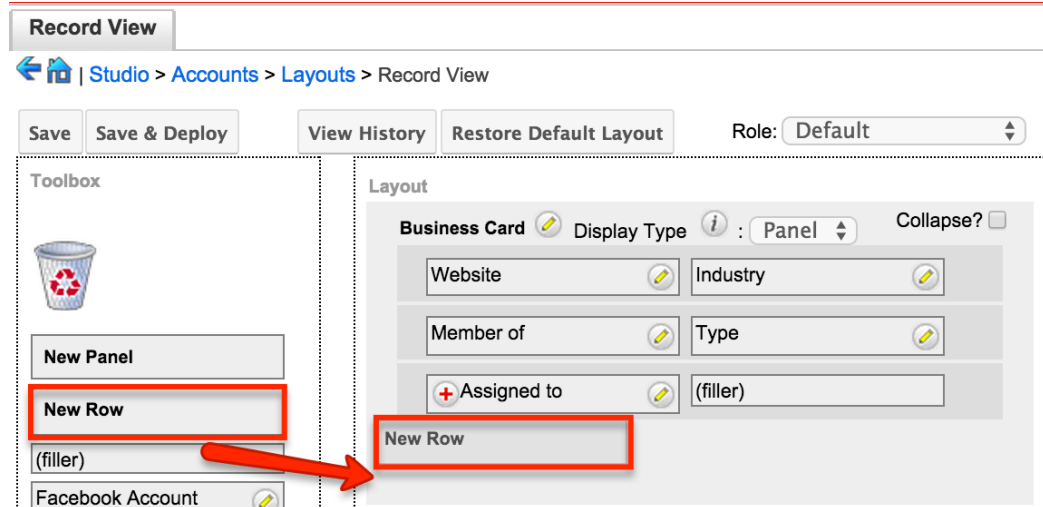 Record View
| Studio > Accounts > Layouts > Record View
Save Save & Deploy View History Restore Default Layout Role: Default
Toolbox
New Panel
New Row
(filler)
Facebook Account
Layout
Business Card Display Type i : Panel Collapse?
Website Industry
Member of Type
Assigned to (filler)
New Row